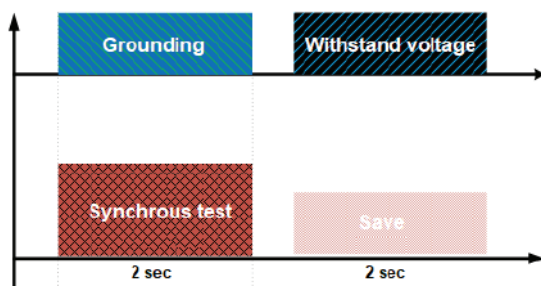 Grounding
Withstand voltage
Synchrous test
Save
2 sec
2 sec